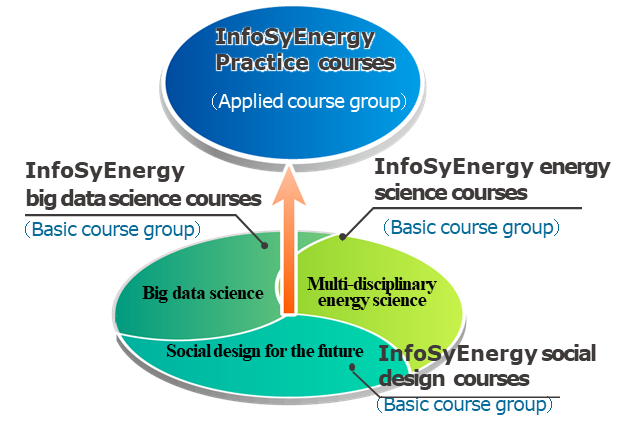 InfoSyEnergy
Practice courses
（Applied course group）
InfoSyEnergy
big data science courses
（Basic course group）
InfoSyEnergy energy
science courses
（Basic course group）
Big data science
Multi-disciplinary
energy science
Social design for the future
InfoSyEnergy social
design courses
（Basic course group）